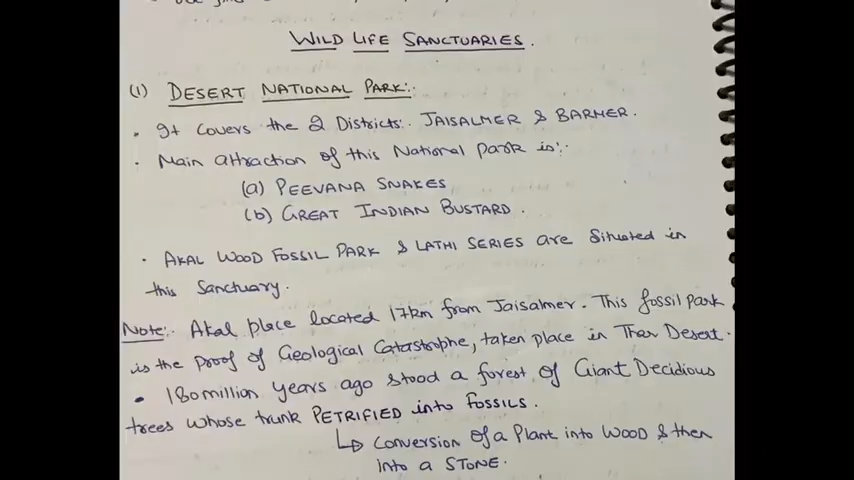 WILD LIFE SANCTUARIES.
(1) DESERT NATIONAL PARK:.
• It Covers the 2 Districts:. JAISALMER & BARMER.
• Main attraction of this National park is:.
(a) PEEVANA SNAKES
(b) GREAT INDIAN BUSTARD.
• AKAL WOOD FOSSIL PARK & LATHI SERIES are Situated in
this Sanctuary.
Note:. Akal place located 17km from Jaisalmer. This fossil park
is the proof of Geological Catastrophe, taken place in Thar Desert.
• 180 million years ago stood a forest of Giant Decidious
trees whose trunk PETRIFIED into FOSSILS.
↳ Conversion of a Plant into WOOD & then
into a STONE.